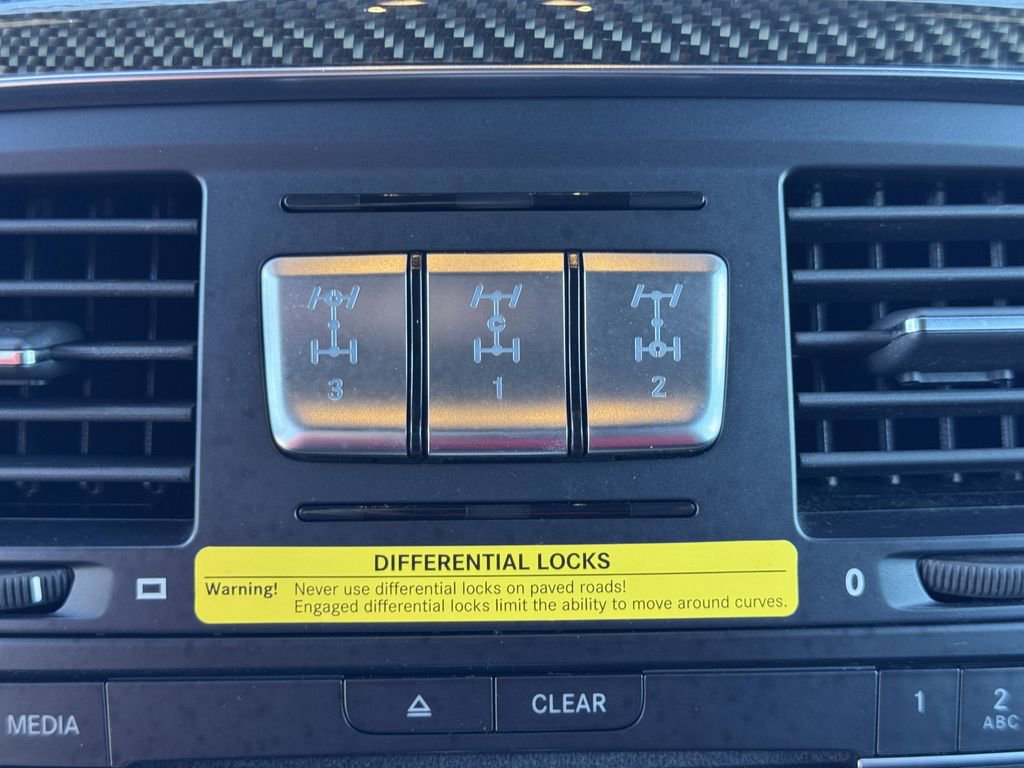 C
3
1
2
DIFFERENTIAL LOCKS
Warning! Never use differential locks on paved roads!
Engaged differential locks limit the ability to move around curves.
0
MEDIA
CLEAR
1
2
ABC